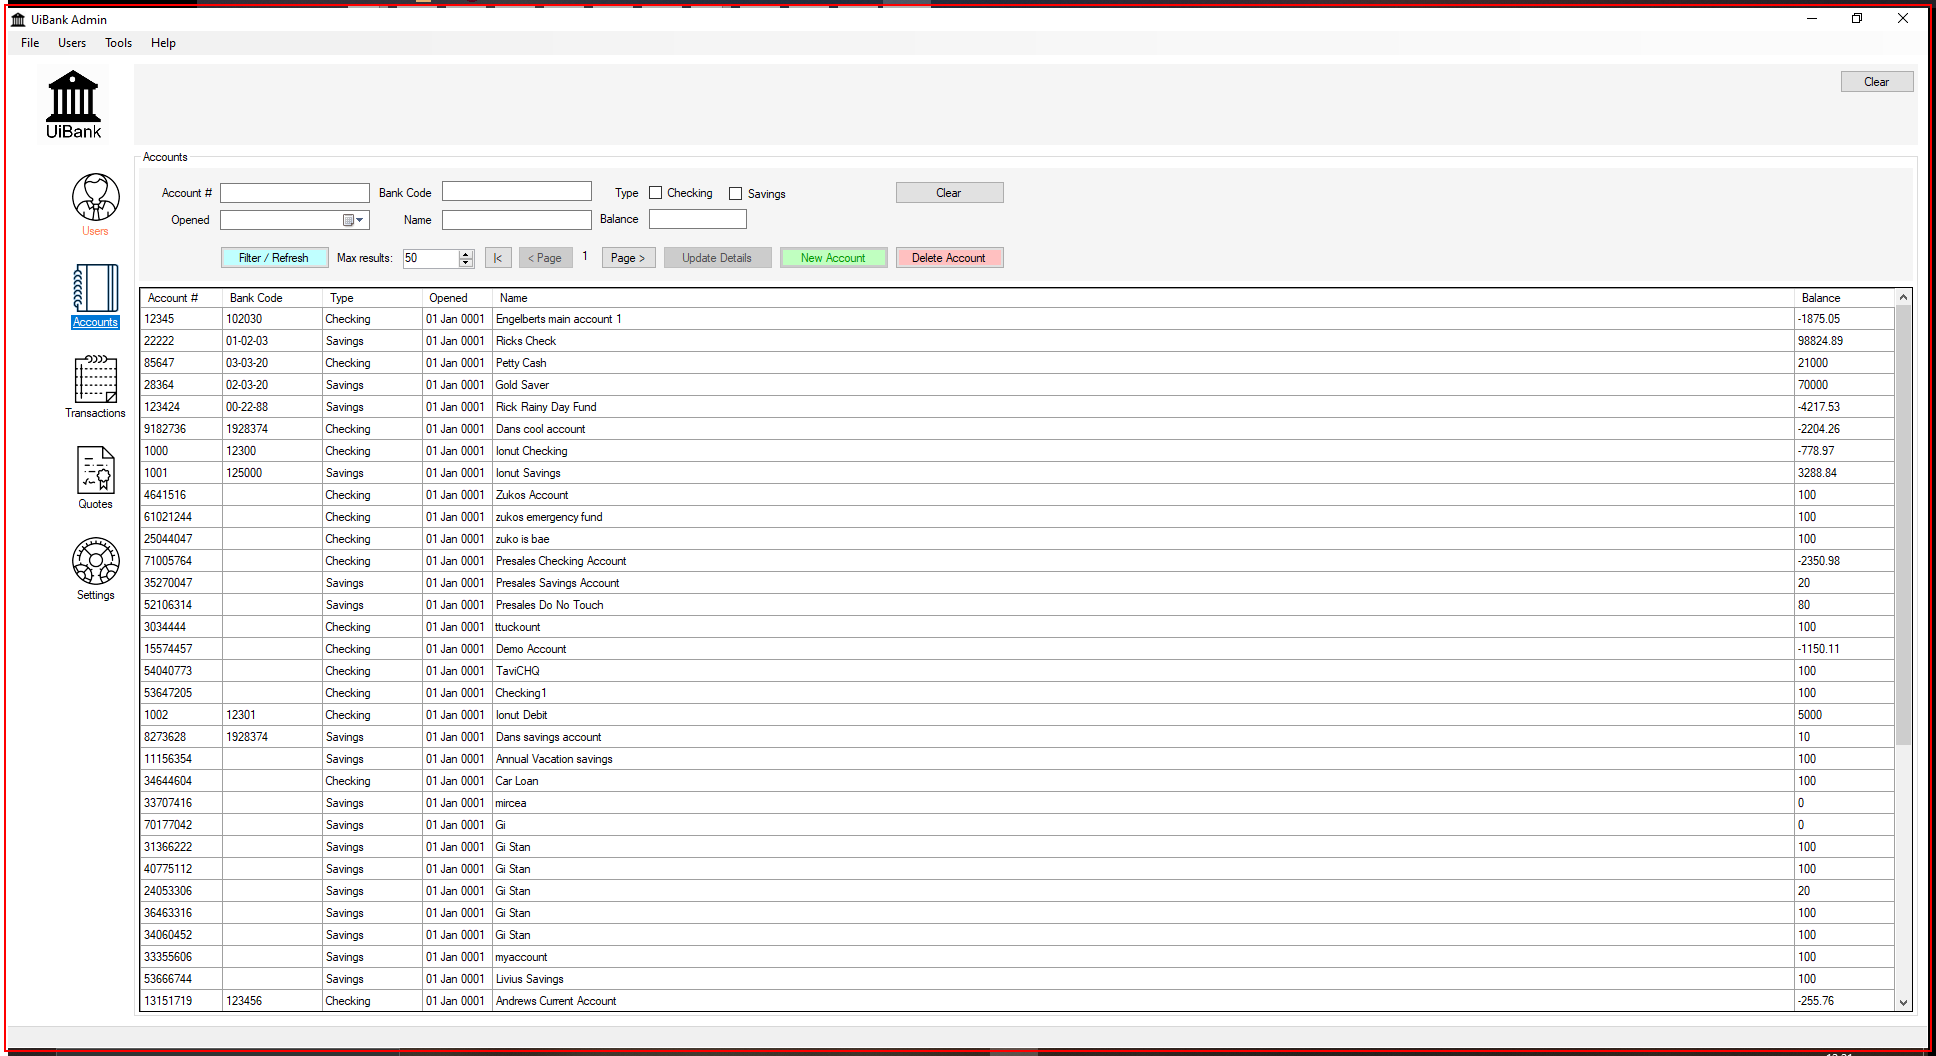 UiBank Admin
File Users Tools Help
Clear
UiBank
Accounts
Account # Bank Code Type Checking Savings Clear
Opened Name Balance
Filter / Refresh Max results: 50 |< < Page 1 Page > Update Details New Account Delete Account
Users
Accounts
Transactions
Quotes
Settings
Account # Bank Code Type Opened Name Balance
12345 102030 Checking 01 Jan 0001 Engelberts main account 1 -1875.05
22222 01-02-03 Savings 01 Jan 0001 Ricks Check 98824.89
85647 03-03-20 Checking 01 Jan 0001 Petty Cash 21000
28364 02-03-20 Savings 01 Jan 0001 Gold Saver 70000
123424 00-22-88 Savings 01 Jan 0001 Rick Rainy Day Fund -4217.53
9182736 1928374 Checking 01 Jan 0001 Dans cool account -2204.26
1000 12300 Checking 01 Jan 0001 Ionut Checking -778.97
1001 125000 Savings 01 Jan 0001 Ionut Savings 3288.84
4641516 Checking 01 Jan 0001 Zukos Account 100
61021244 Checking 01 Jan 0001 zukos emergency fund 100
25044047 Checking 01 Jan 0001 zuko is bae 100
71005764 Checking 01 Jan 0001 Presales Checking Account -2350.98
35270047 Savings 01 Jan 0001 Presales Savings Account 20
52106314 Savings 01 Jan 0001 Presales Do No Touch 80
3034444 Checking 01 Jan 0001 ttuckount 100
15574457 Checking 01 Jan 0001 Demo Account -1150.11
54040773 Checking 01 Jan 0001 TaviCHQ 100
53647205 Checking 01 Jan 0001 Checking1 100
1002 12301 Checking 01 Jan 0001 Ionut Debit 5000
8273628 1928374 Savings 01 Jan 0001 Dans savings account 10
11156354 Savings 01 Jan 0001 Annual Vacation savings 100
34644604 Checking 01 Jan 0001 Car Loan 100
33707416 Savings 01 Jan 0001 mircea 0
70177042 Savings 01 Jan 0001 Gi 0
31366222 Savings 01 Jan 0001 Gi Stan 100
40775112 Savings 01 Jan 0001 Gi Stan 100
24053306 Savings 01 Jan 0001 Gi Stan 20
36463316 Savings 01 Jan 0001 Gi Stan 100
34060452 Savings 01 Jan 0001 Gi Stan 100
33355606 Savings 01 Jan 0001 myaccount 100
53666744 Savings 01 Jan 0001 Livius Savings 100
13151719 123456 Checking 01 Jan 0001 Andrews Current Account -255.76